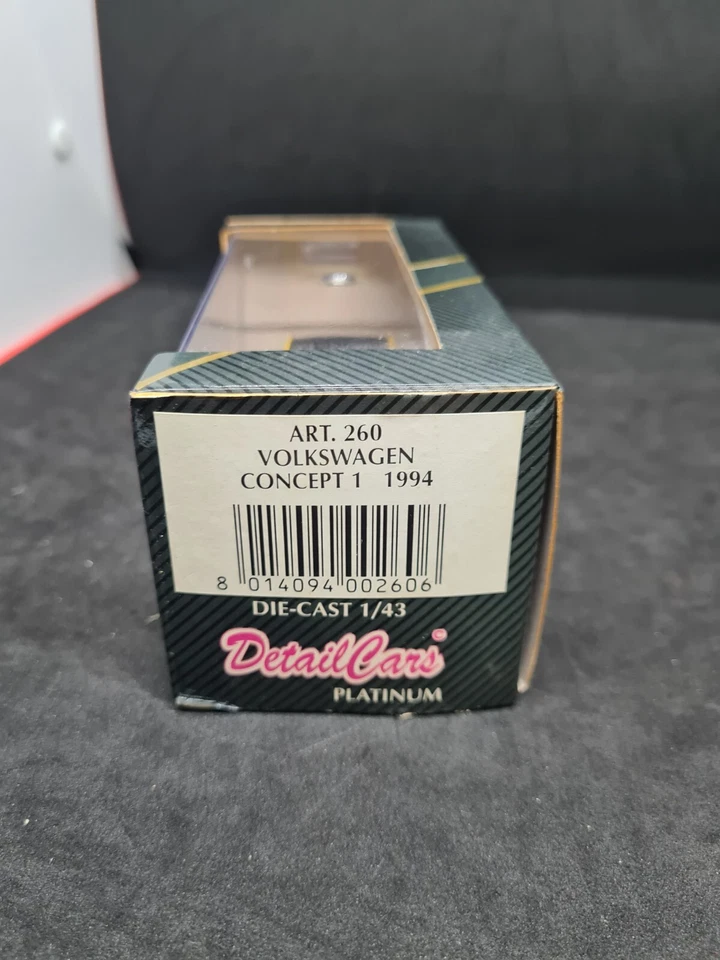 ART. 260
VOLKSWAGEN
CONCEPT 1 1994
8 014094 002606
DIE-CAST 1/43
DetailCars
PLATINUM